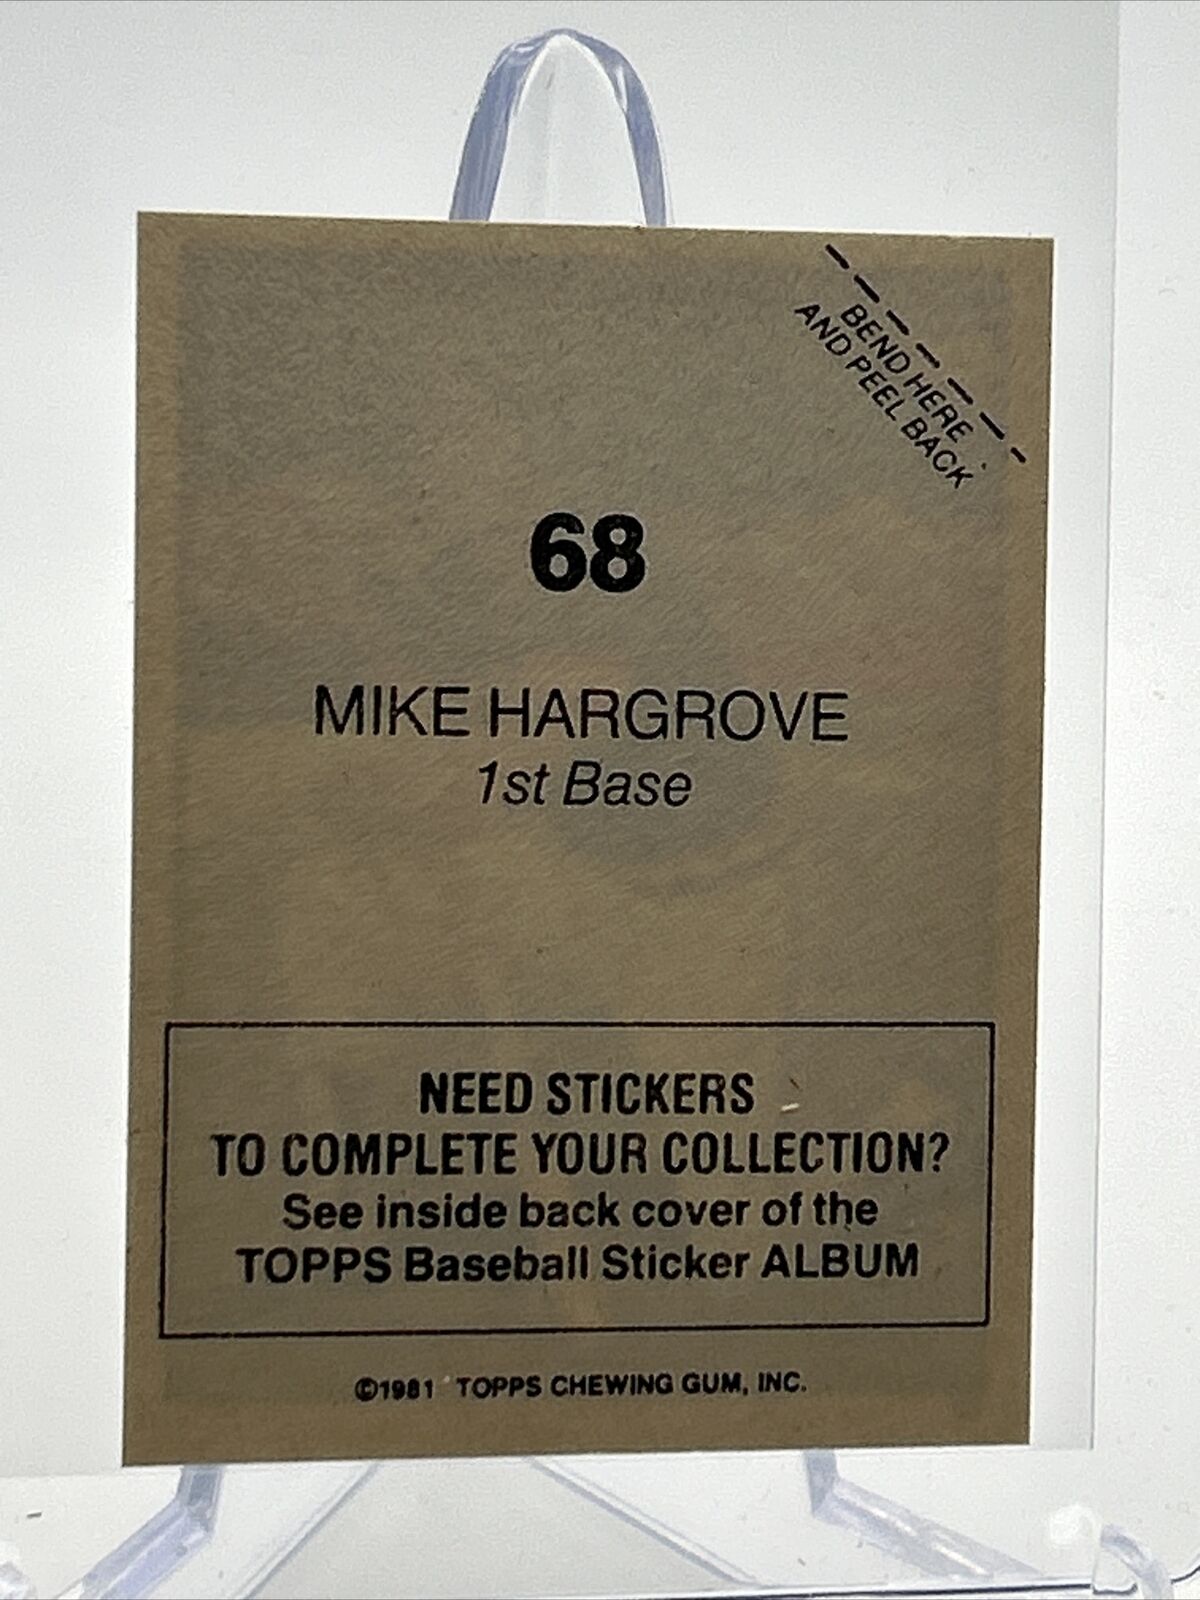 BEND HERE
AND PEEL BACK
68
MIKE HARGROVE
1st Base
NEED STICKERS
TO COMPLETE YOUR COLLECTION?
See inside back cover of the
TOPPS Baseball Sticker ALBUM
©1981 TOPPS CHEWING GUM, INC.